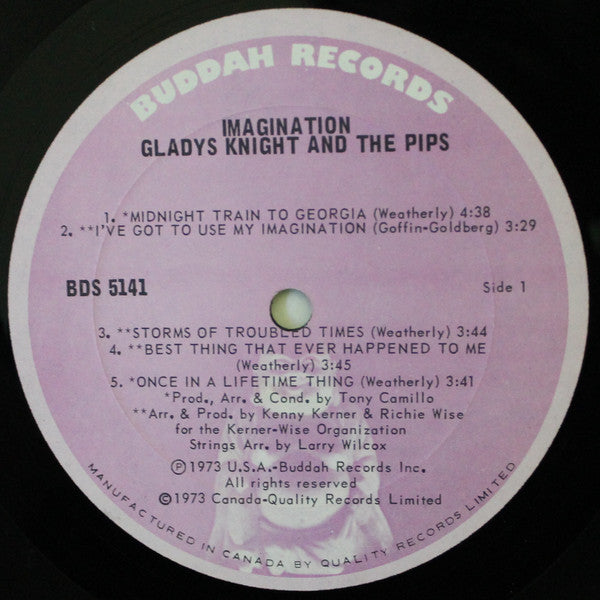 BUDDAH RECORDS
IMAGINATION
GLADYS KNIGHT AND THE PIPS
1. *MIDNIGHT TRAIN TO GEORGIA (Weatherly) 4:38
2. **I'VE GOT TO USE MY IMAGINATION (Goffin-Goldberg) 3:29
BDS 5141
Side 1
3. **STORMS OF TROUBLED TIMES (Weatherly) 3:44
4. **BEST THING THAT EVER HAPPENED TO ME
(Weatherly) 3:45
5. *ONCE IN A LIFETIME THING (Weatherly) 3:41
*Prod., Arr. & Cond. by Tony Camillo
**Arr. & Prod. by Kenny Kerner & Richie Wise
for the Kerner-Wise Organization
Strings Arr. by Larry Wilcox
℗1973 U.S.A.-Buddah Records Inc.
All rights reserved
©1973 Canada-Quality Records Limited
MANUFACTURED IN CANADA BY QUALITY RECORDS LIMITED